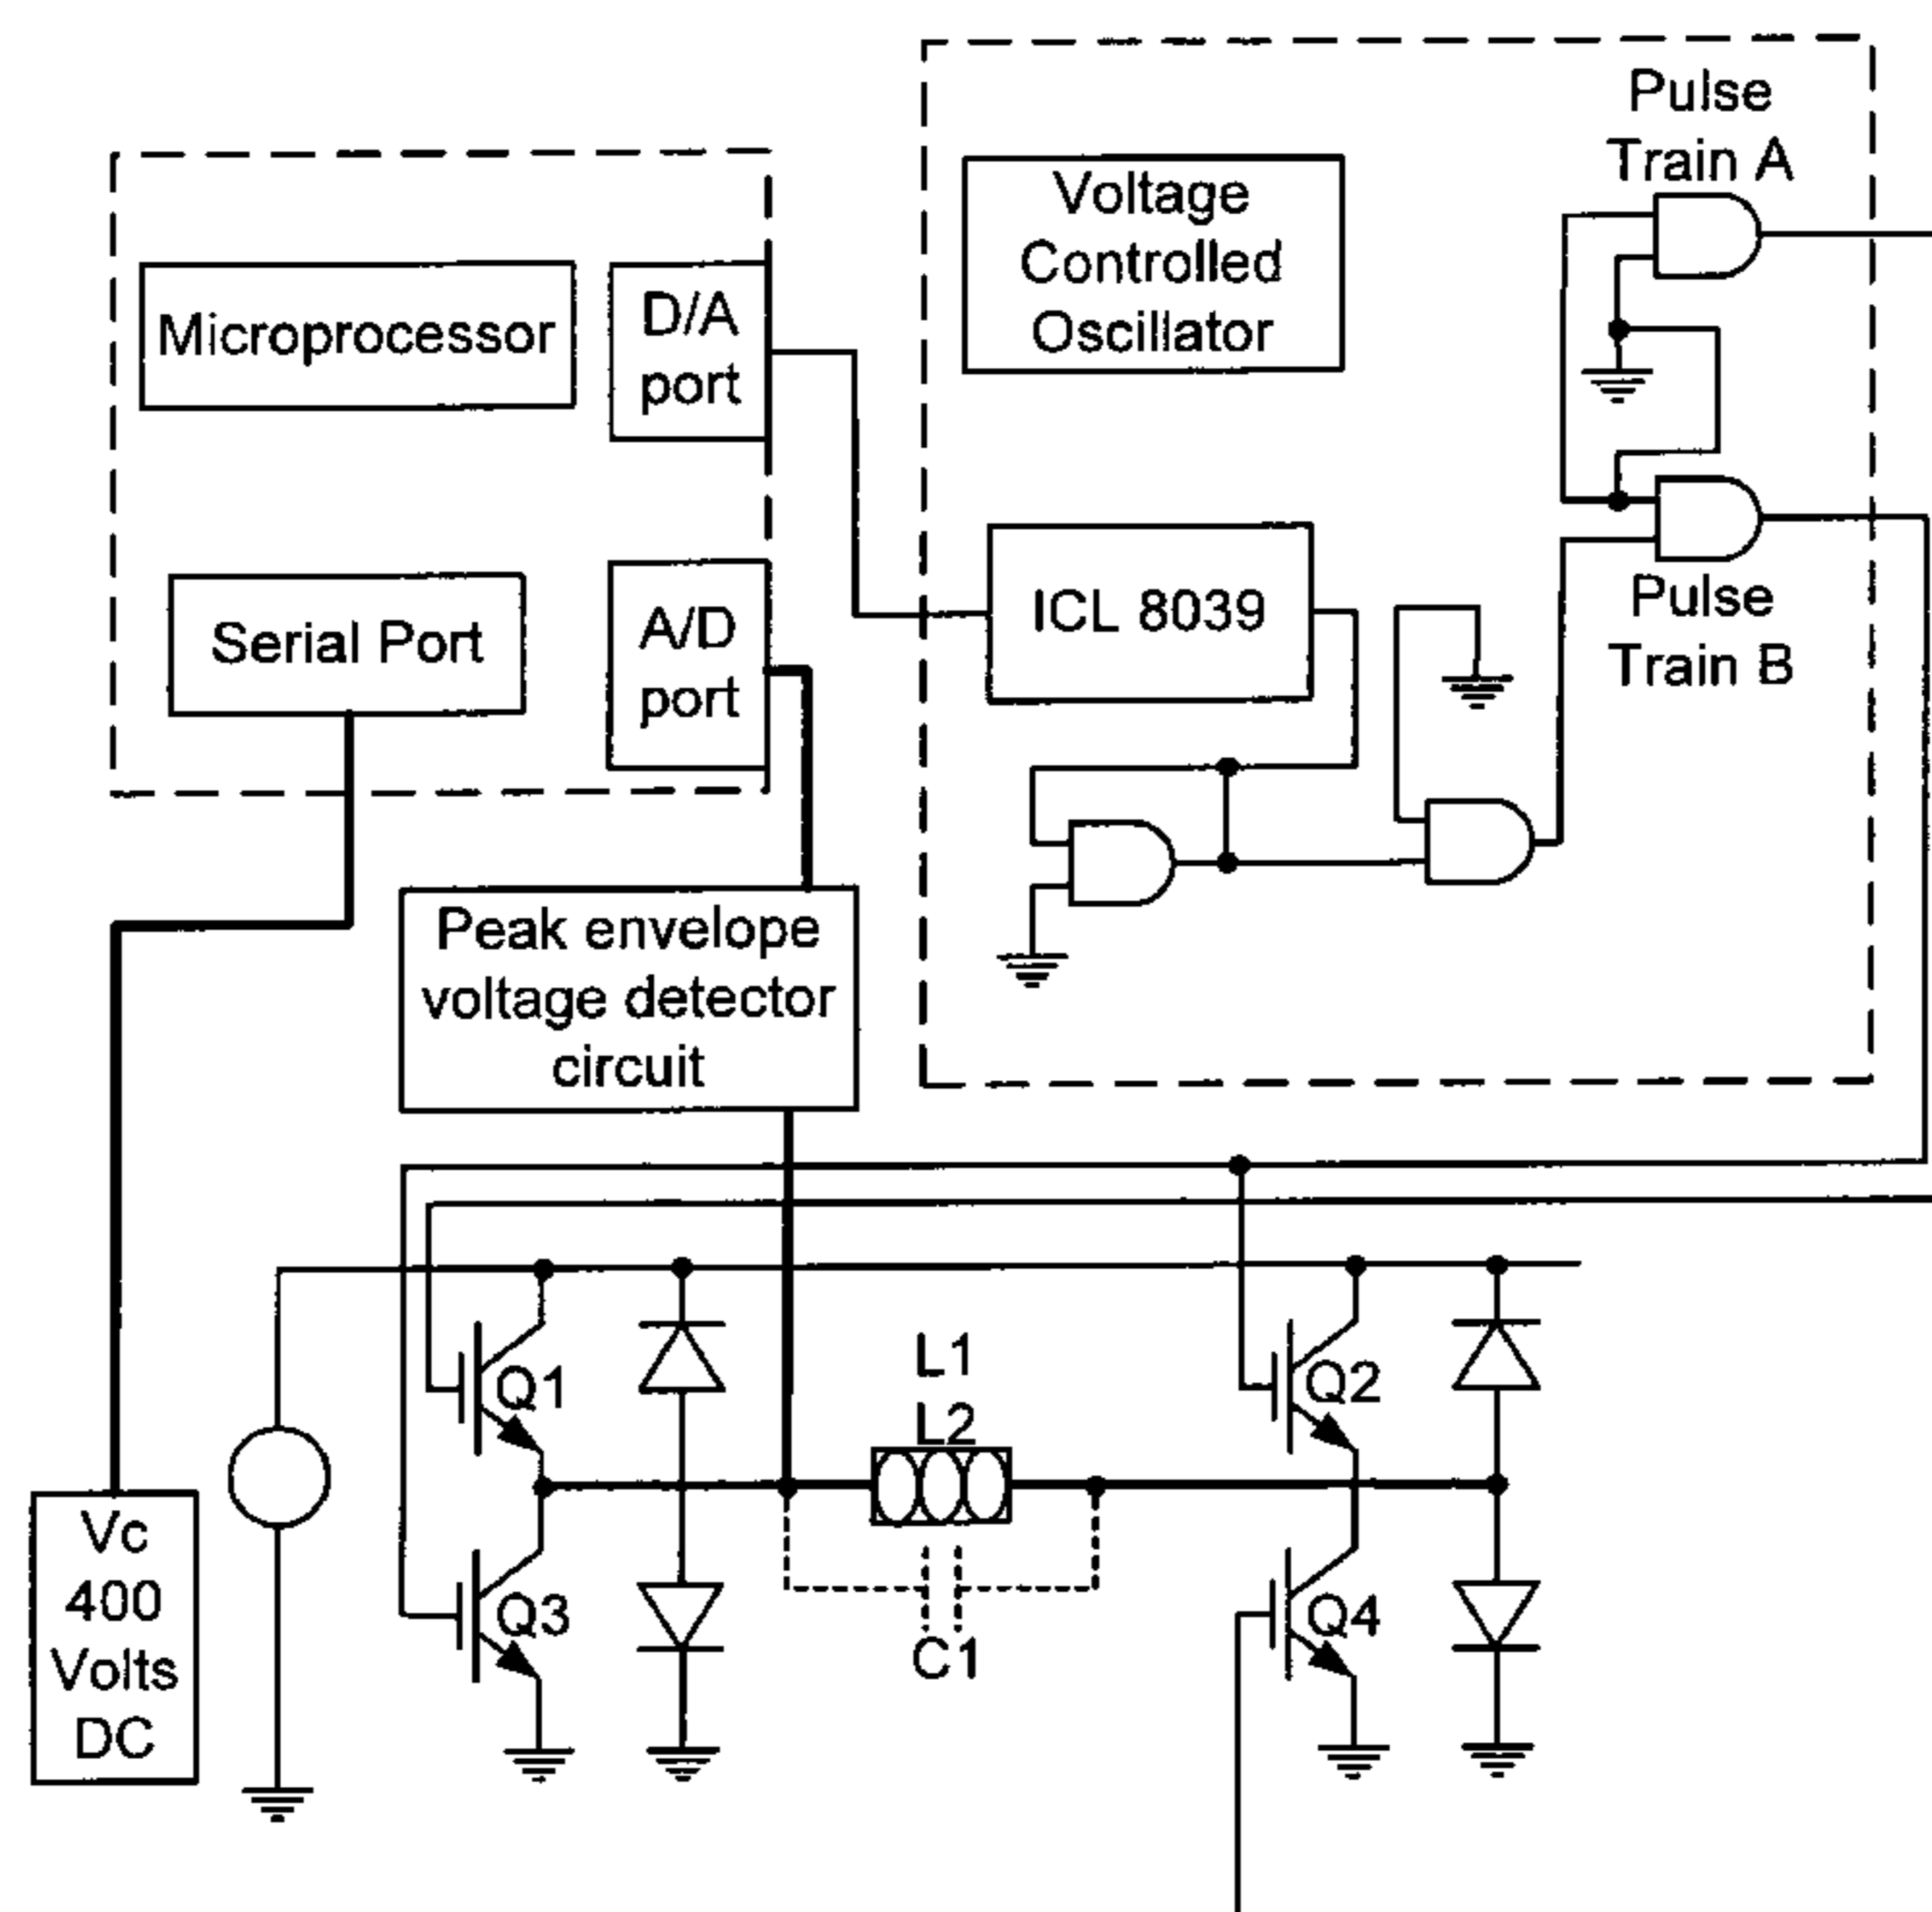 Pulse
Train A
Voltage
Controlled
Oscillator
Microprocessor
D/A
port
ICL 8039
Pulse
Train B
Serial Port
A/D
port
Peak envelope
voltage detector
circuit
L1
L2
Q1
Q2
Vc
400
Volts
DC
Q3
Q4
C1